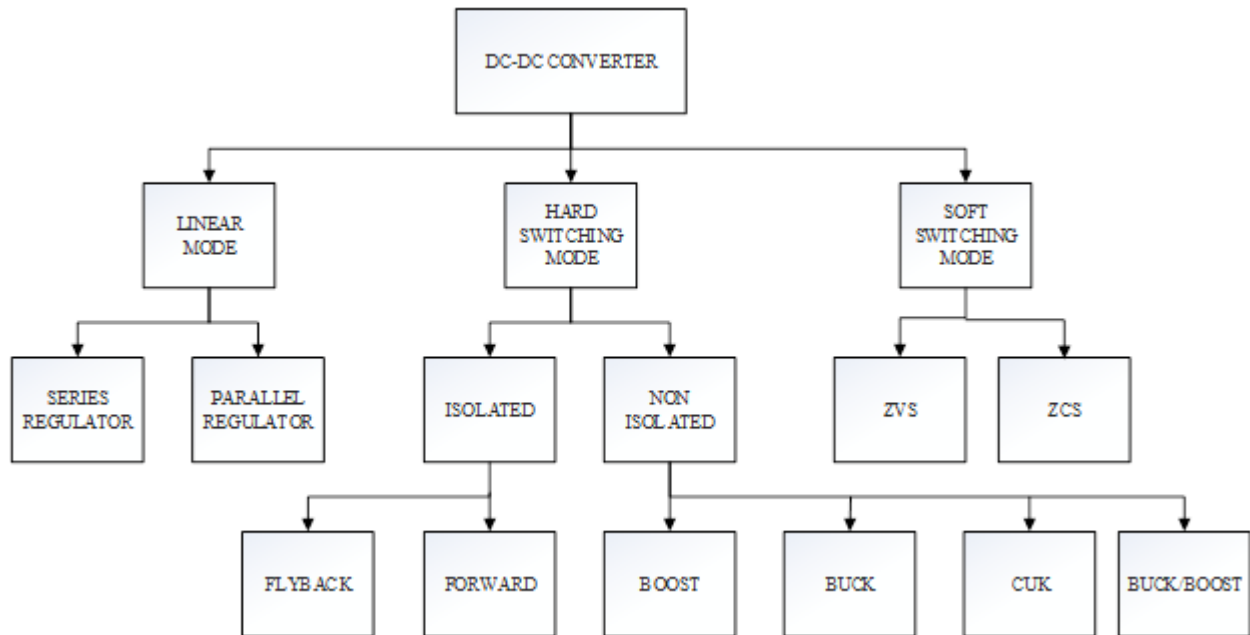 DC-DC CONVERTER
LINEAR
MODE
HARD
SWITCHING
MODE
SOFT
SWITCHING
MODE
SERIES
REGULATOR
PARALLEL
REGULATOR
ISOLATED
NON
ISOLATED
ZVS
ZCS
FLYBACK
FORWARD
BOOST
BUCK
CUK
BUCK/BOOST